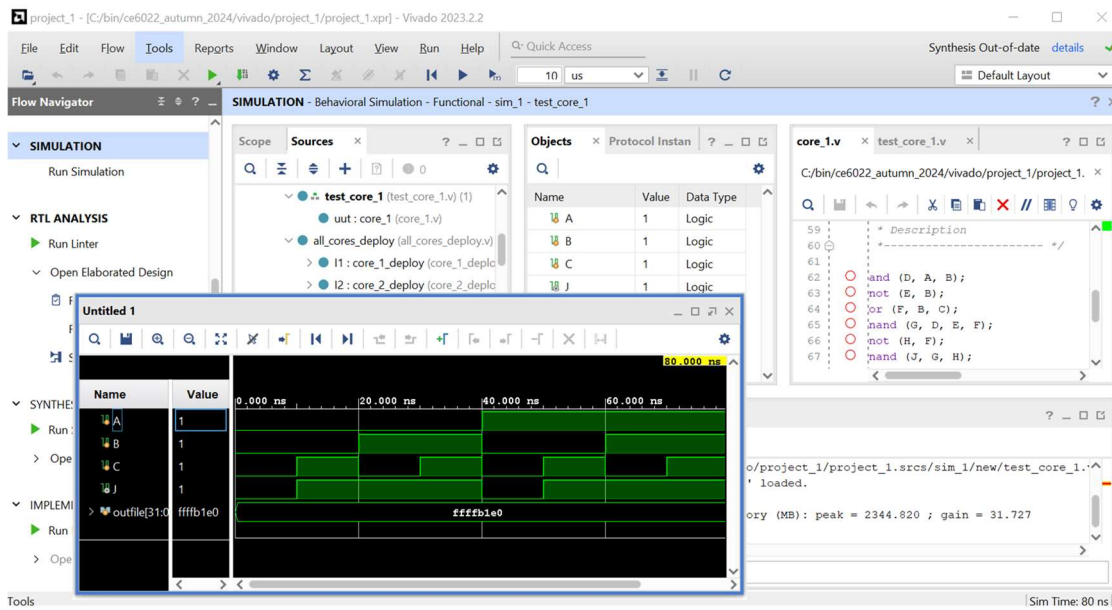 project_1 - [C:/bin/ce6022_autumn_2024/vivado/project_1/project_1.xpr] - Vivado 2023.2.2
File Edit Flow Tools Reports Window Layout View Run Help Quick Access
Synthesis Out-of-date details
10 us Default Layout
Flow Navigator
SIMULATION - Behavioral Simulation - Functional - sim_1 - test_core_1
SIMULATION
Run Simulation
RTL ANALYSIS
Run Linter
Open Elaborated Design
Scope Sources
0
test_core_1 (test_core_1.v) (1)
uut : core_1 (core_1.v)
all_cores_deploy (all_cores_deploy.v)
I1 : core_1_deploy (core_1_deplo
I2 : core_2_deploy (core_2_deplo
Objects Protocol Instan
Name Value Data Type
A 1 Logic
B 1 Logic
C 1 Logic
J 1 Logic
core_1.v test_core_1.v
C:/bin/ce6022_autumn_2024/vivado/project_1/project_1.
59 * Description
60 *----------------------- */
61
62 and (D, A, B);
63 not (E, B);
64 or (F, B, C);
65 nand (G, D, E, F);
66 not (H, F);
67 nand (J, G, H);
Untitled 1
80.000 ns
Name Value
0.000 ns 20.000 ns 40.000 ns 60.000 ns
A 1
B 1
C 1
J 1
outfile[31:0 ffffb1e0 ffffb1e0
SYNTHE
Run
Ope
IMPLEMI
Run
Ope
o/project_1/project_1.srcs/sim_1/new/test_core_1.
' loaded.
ory (MB): peak = 2344.820 ; gain = 31.727
Tools
Sim Time: 80 ns